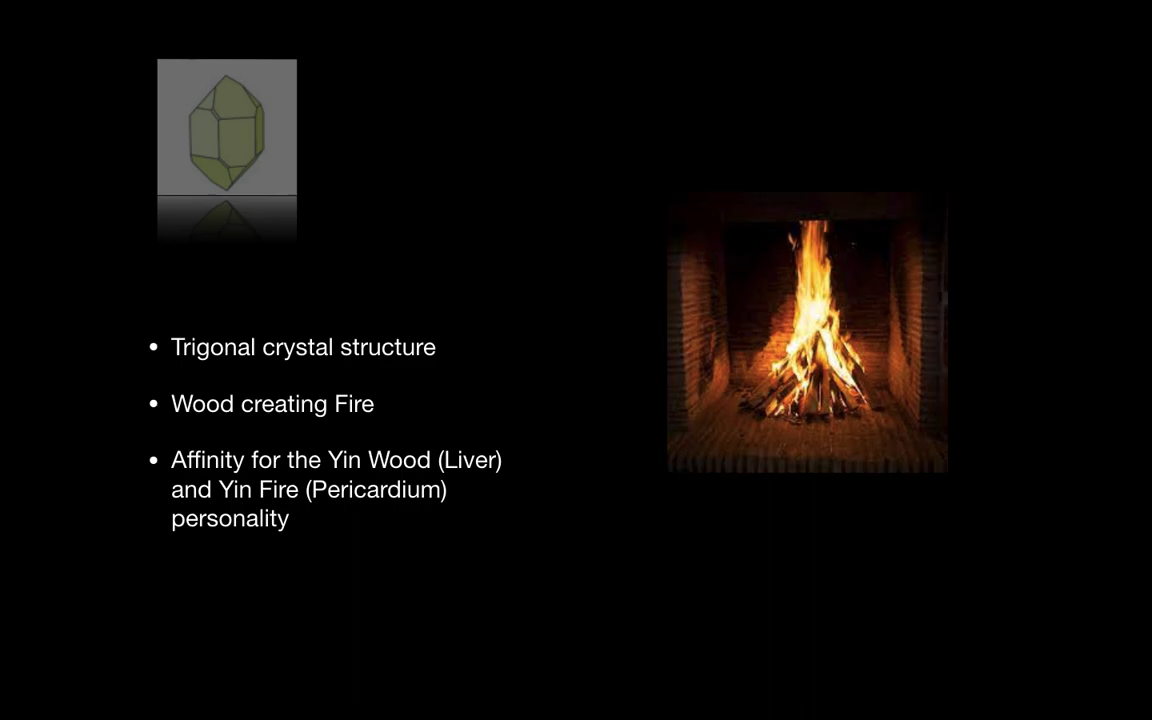 • Trigonal crystal structure
• Wood creating Fire
• Affinity for the Yin Wood (Liver)
and Yin Fire (Pericardium)
personality